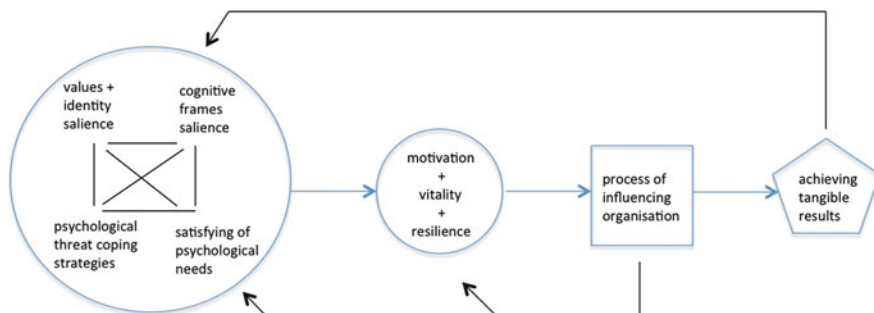 values +
identity
salience
cognitive
frames
salience
psychological
threat coping
strategies
satisfying of
psychological
needs
motivation
+
vitality
+
resilience
process of
influencing
organisation
achieving
tangible
results